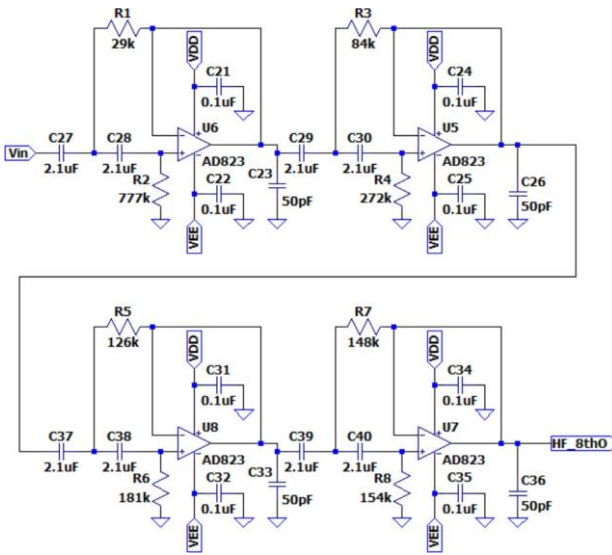 R1
29k
R3
84k
VDD
VDD
C21
0.1uF
C24
0.1uF
U6
U5
Vin
C27
2.1uF
C28
2.1uF
AD823
C29
2.1uF
C30
2.1uF
AD823
R2
777k
C22
0.1uF
C23
50pF
R4
272k
C25
0.1uF
C26
50pF
VEE
VEE
R5
126k
R7
148k
VDD
VDD
C31
0.1uF
C34
0.1uF
U8
U7
HF_8thO
C37
2.1uF
C38
2.1uF
AD823
C39
2.1uF
C40
2.1uF
AD823
R6
181k
C32
0.1uF
C33
50pF
R8
154k
C35
0.1uF
C36
50pF
VEE
VEE